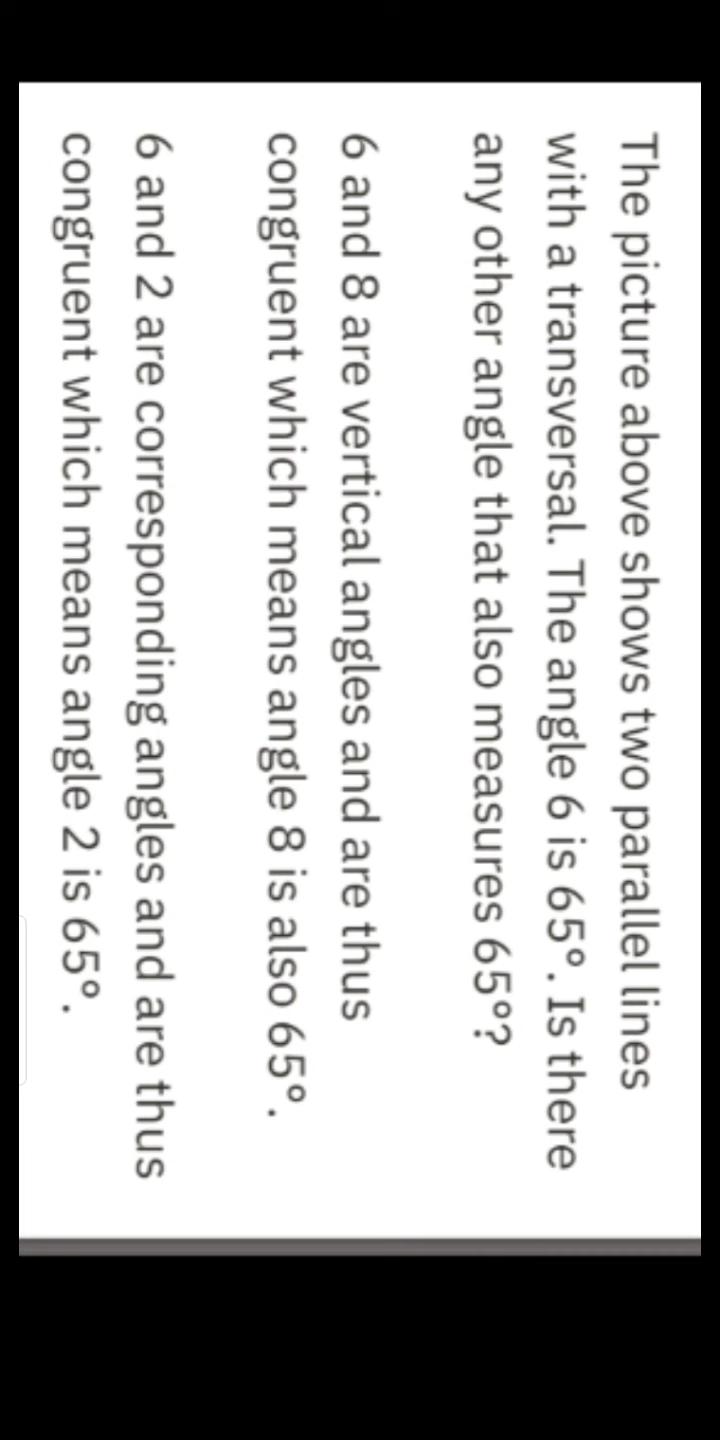 The picture above shows two parallel lines
with a transversal. The angle 6 is 65°. Is there
any other angle that also measures 65°?
6 and 8 are vertical angles and are thus
congruent which means angle 8 is also 65°.
6 and 2 are corresponding angles and are thus
congruent which means angle 2 is 65°.